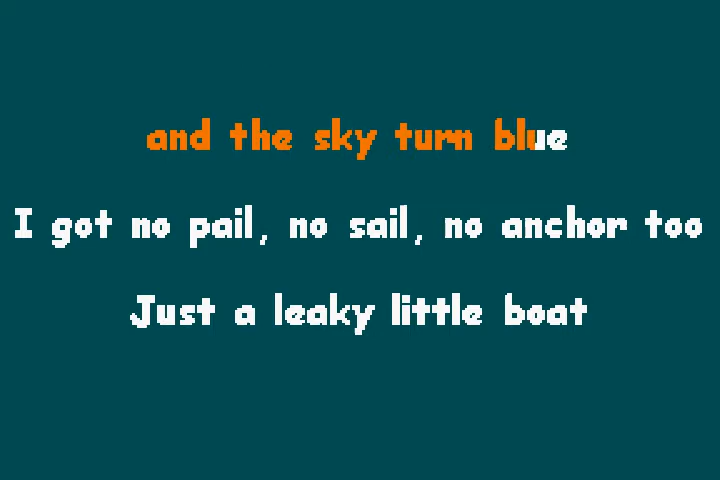 and the sky turn blue
I got no pail, no sail, no anchor too
Just a leaky little boat